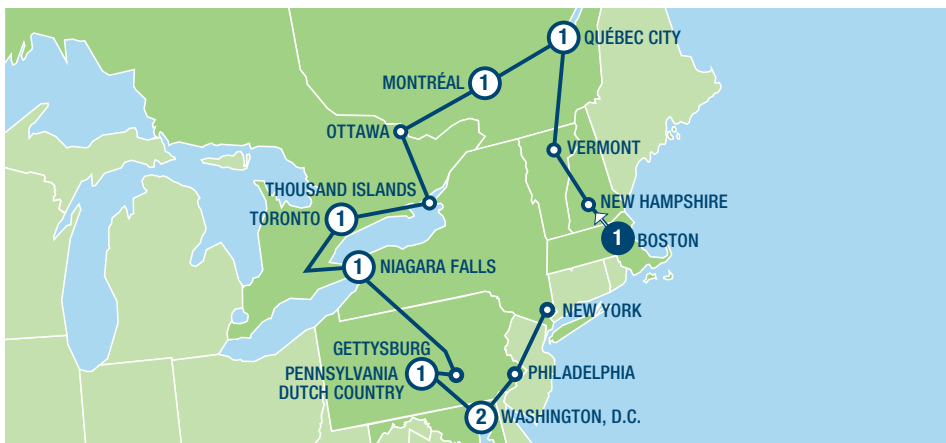 1 QUÉBEC CITY
MONTRÉAL 1
OTTAWA
VERMONT
THOUSAND ISLANDS
NEW HAMPSHIRE
TORONTO 1
1 BOSTON
1 NIAGARA FALLS
NEW YORK
GETTYSBURG
PENNSYLVANIA
DUTCH COUNTRY 1
PHILADELPHIA
2 WASHINGTON, D.C.